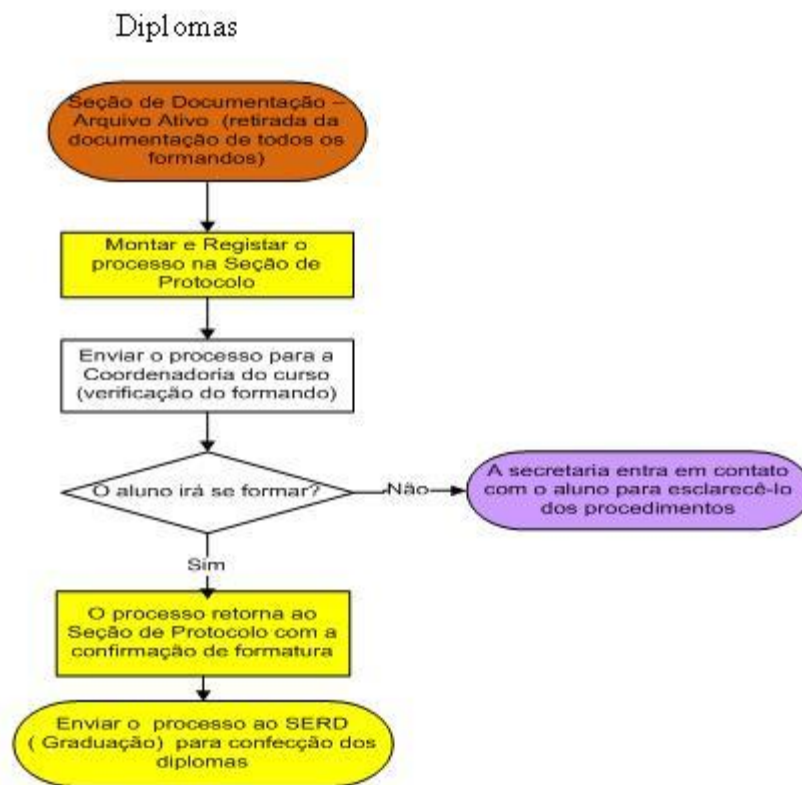 Diplomas
Seção de Documentação –
Arquivo Ativo (retirada da
documentação de todos os
formandos)
Montar e Registar o
processo na Seção de
Protocolo
Enviar o processo para a
Coordenadoria do curso
(verificação do formando)
O aluno irá se formar?
Não
A secretaria entra em contato
com o aluno para esclarecê-lo
dos procedimentos
Sim
O processo retorna ao
Seção de Protocolo com a
confirmação de formatura
Enviar o processo ao SERD
( Graduação) para confecção dos
diplomas